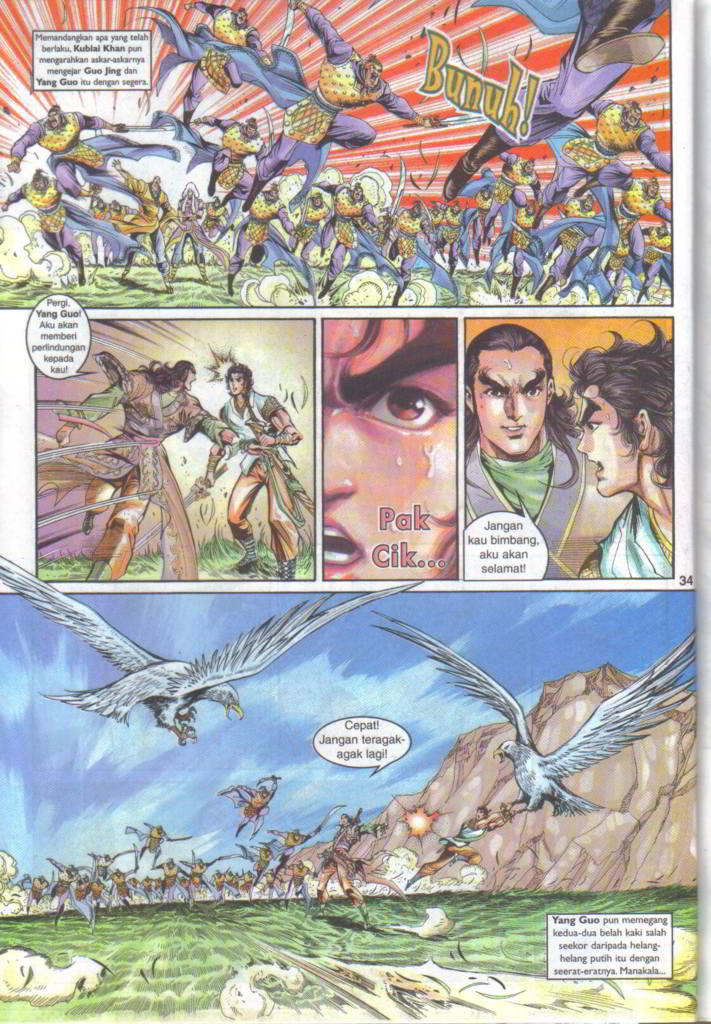 Memandangkan apa yang telah
berlaku, Kublai Khan pun
mengarahkan askar-askarnya
mengejar Guo Jing dan
Yang Guo itu dengan segera.
Bunuh!
Pergi,
Yang Guo!
Aku akan
memberi
perlindungan
kepada
kau!
Pak
Cik...
Jangan
kau bimbang,
aku akan
selamat!
34
Cepat!
Jangan teragak-
agak lagi!
Yang Guo pun memegang
kedua-dua belah kaki salah
seekor daripada helang-
helang putih itu dengan
seerat-eratnya. Manakala...